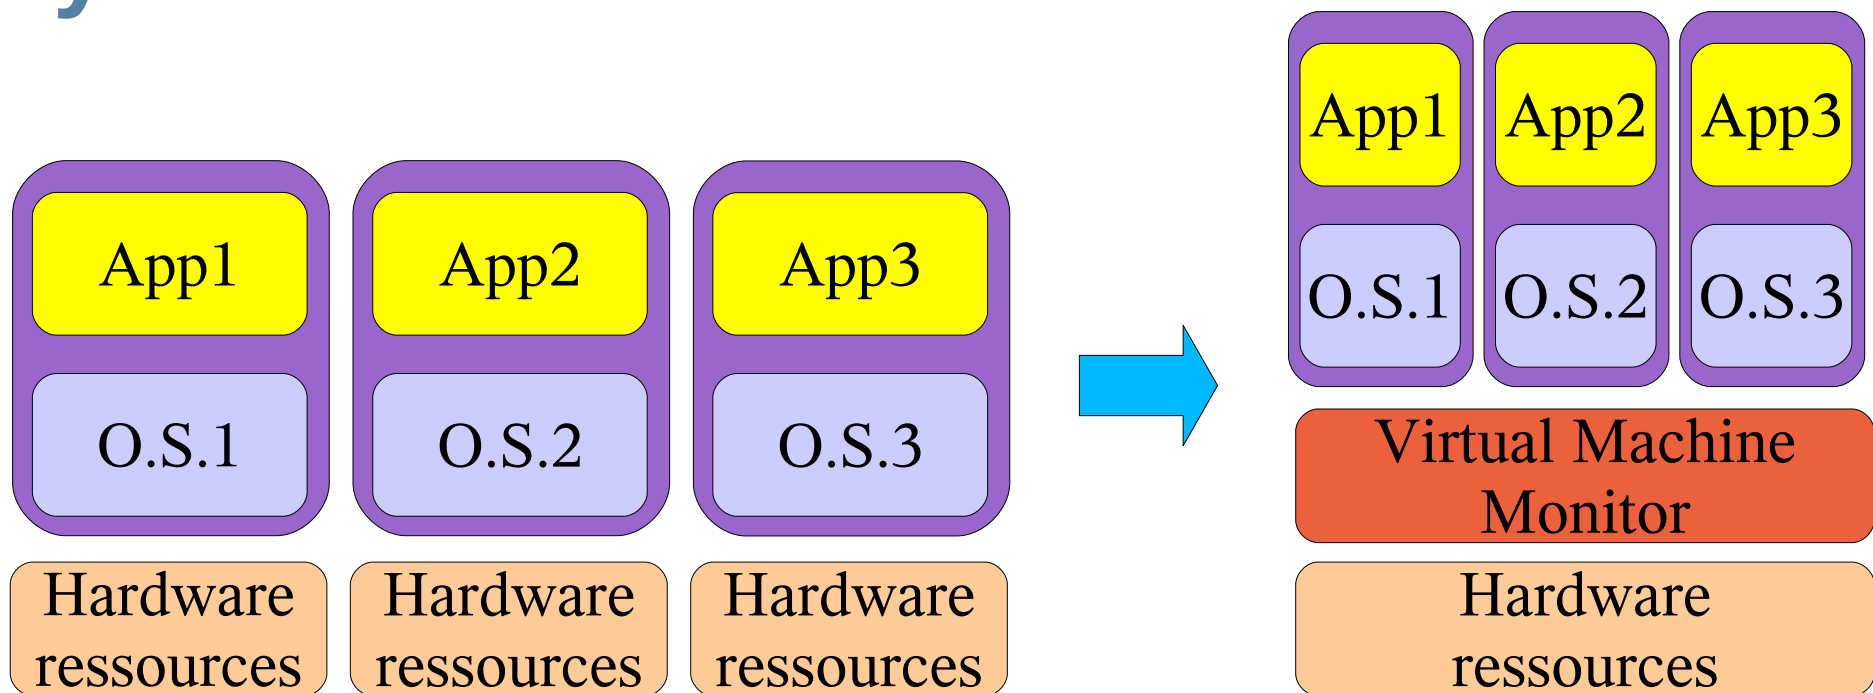 App1
App2
App3
O.S.1
O.S.2
O.S.3
Hardware
ressources
Hardware
ressources
Hardware
ressources
App1
App2
App3
O.S.1
O.S.2
O.S.3
Virtual Machine
Monitor
Hardware
ressources